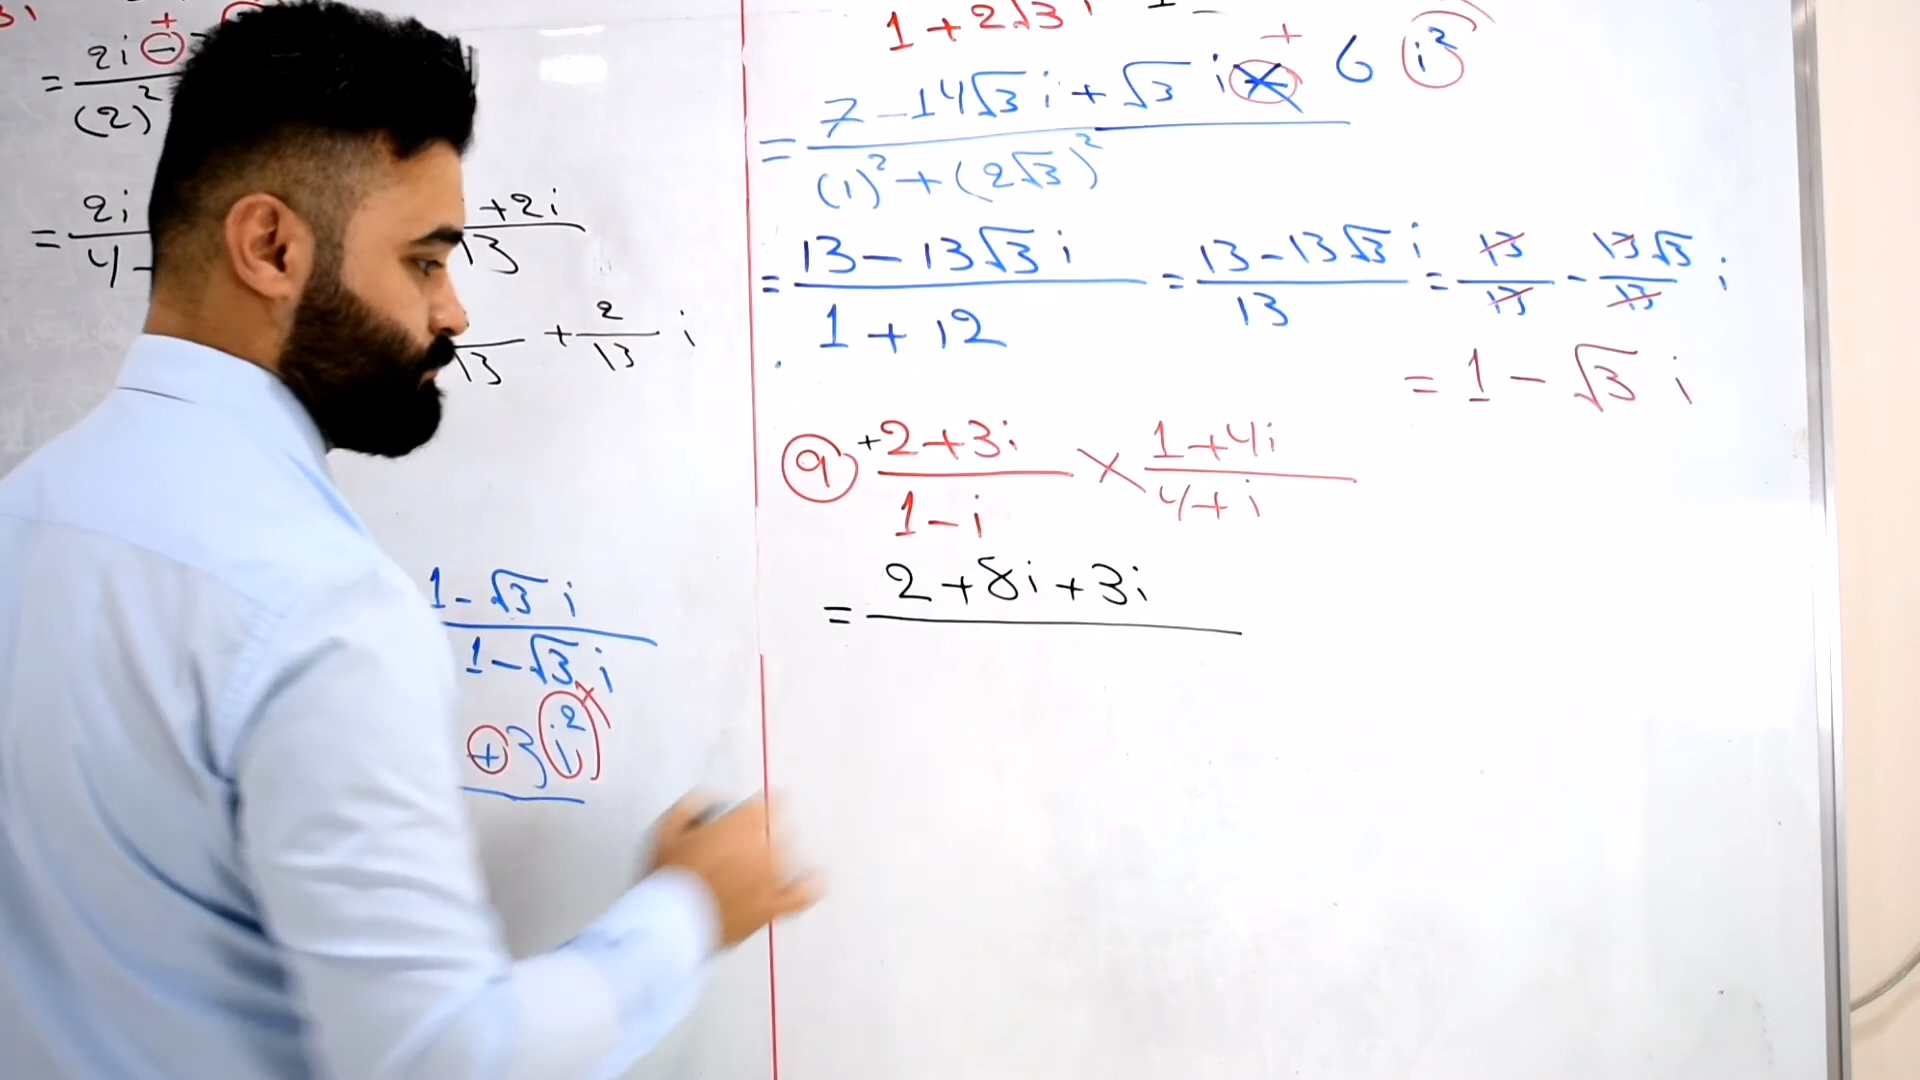 = 2i −
(2)²
= 2i +2i
4− 13
13 + 2/13 i
1−√3 i
1−√3 i
+3i²
1+2√3 i
+
= 7−14√3 i+√3 i 6 i²
(1)²+(2√3)²
= 13−13√3 i = 13−13√3 i = 13/13 − 13√3/13 i
1+12 13
= 1−√3 i
9 +2+3i × 1+4i
1−i 4+i
= 2+8i+3i